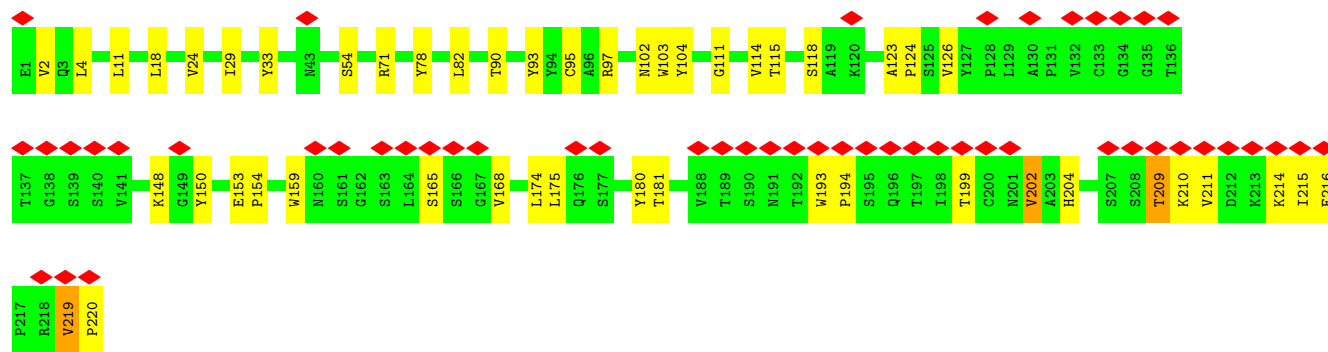 E1 V2 Q3 L4 L11 L18 V24 I29 Y33 N43 S54 R71 Y78 L82 T90 Y93 Y94 C95 A96 R97 N102 W103 Y104 G111 V114 T115 S118 A119 K120 A123 P124 S125 V126 Y127 P128 L129 A130 P131 V132 C133 G134 G135 T136
T137 G138 S139 S140 V141 K148 G149 Y150 E153 P154 W159 N160 S161 G162 S163 L164 S165 S166 G167 V168 L174 L175 Q176 S177 Y180 T181 V188 T189 S190 N191 T192 W193 P194 S195 Q196 T197 I198 T199 C200 N201 V202 A203 H204 S207 S208 T209 K210 V211 D212 K213 K214 I215 E216
P217 R218 V219 P220